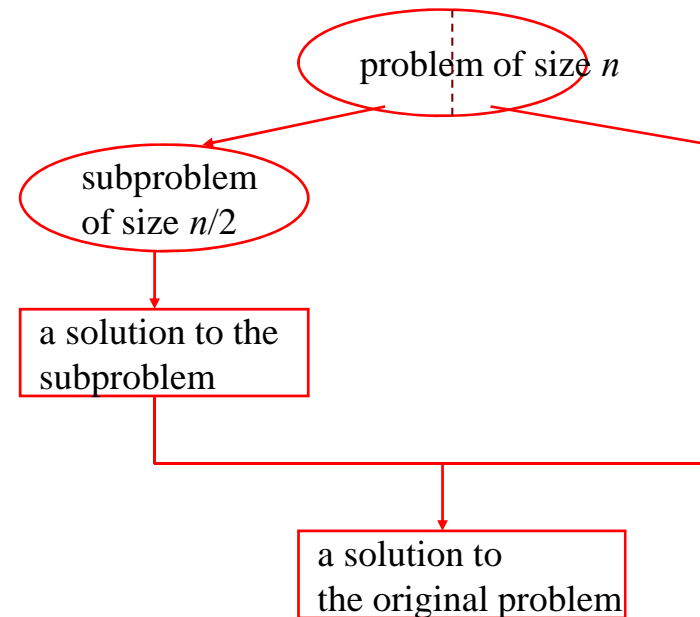 problem of size n
subproblem
of size n/2
a solution to the
subproblem
a solution to
the original problem